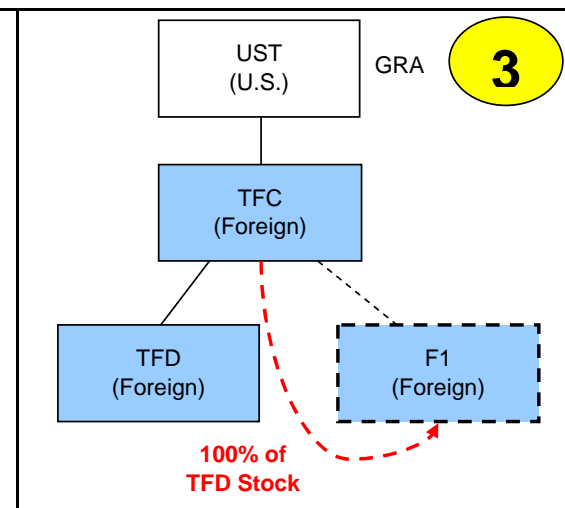 UST
(U.S.)
GRA
3
TFC
(Foreign)
TFD
(Foreign)
F1
(Foreign)
100% of
TFD Stock